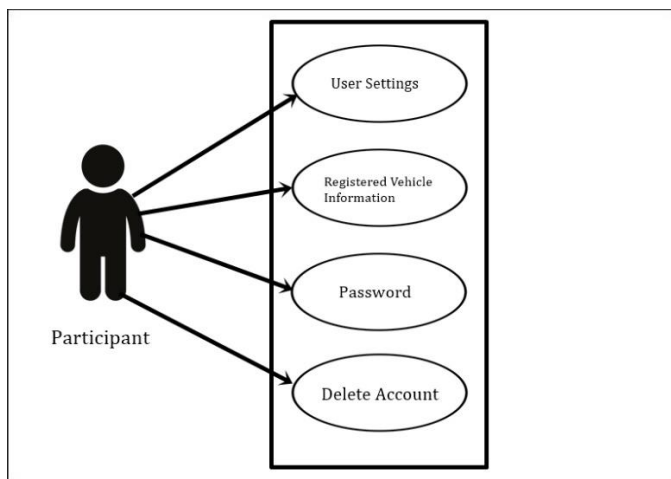 User Settings
Registered Vehicle
Information
Password
Participant
Delete Account